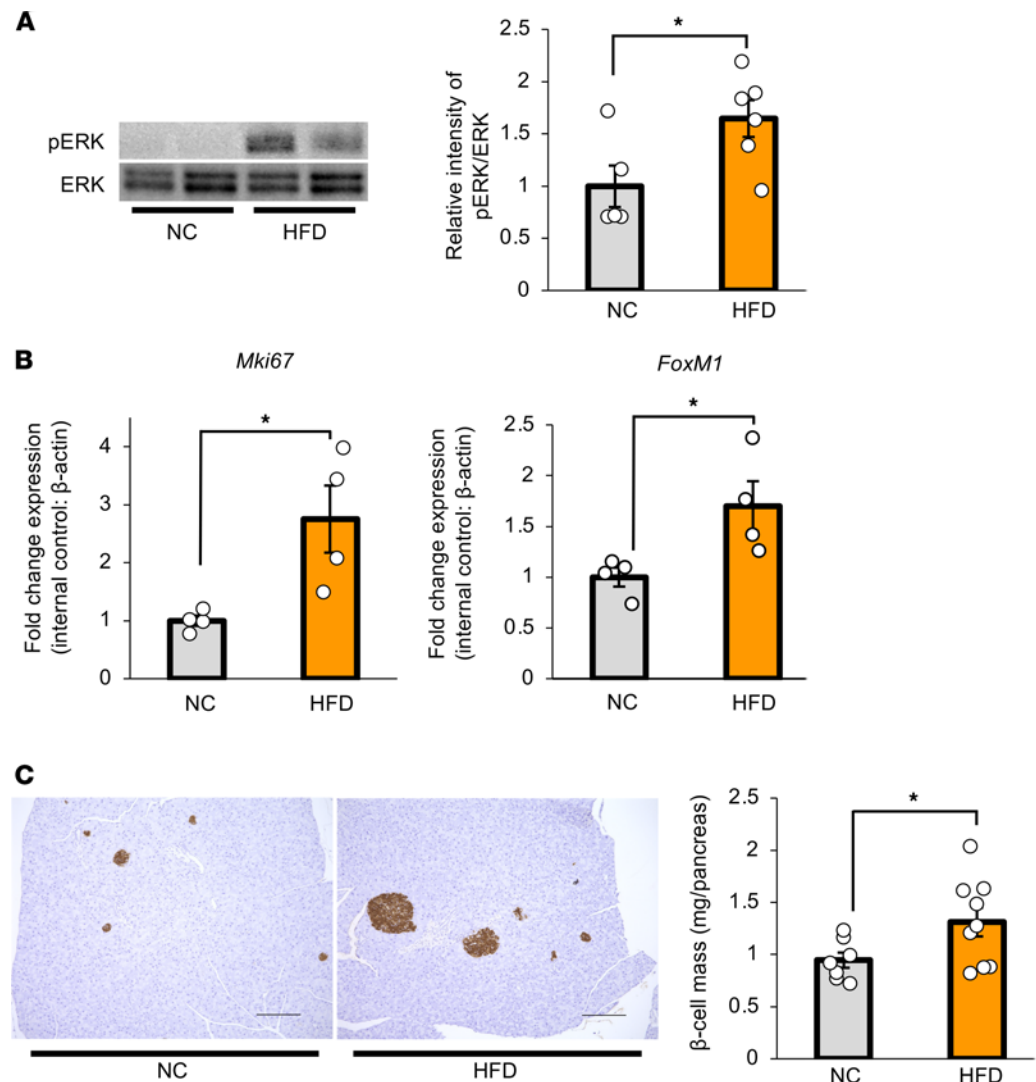 A
pERK
ERK
NC
HFD
Relative intensity of
pERK/ERK
2.5
2
1.5
1
0.5
0
*
NC
HFD
B
Mki67
Fold change expression
(internal control: β-actin)
4
3
2
1
0
*
NC
HFD
FoxM1
Fold change expression
(internal control: β-actin)
2.5
2
1.5
1
0.5
0
*
NC
HFD
C
NC
HFD
β-cell mass (mg/pancreas)
2.5
2
1.5
1
0.5
0
*
NC
HFD